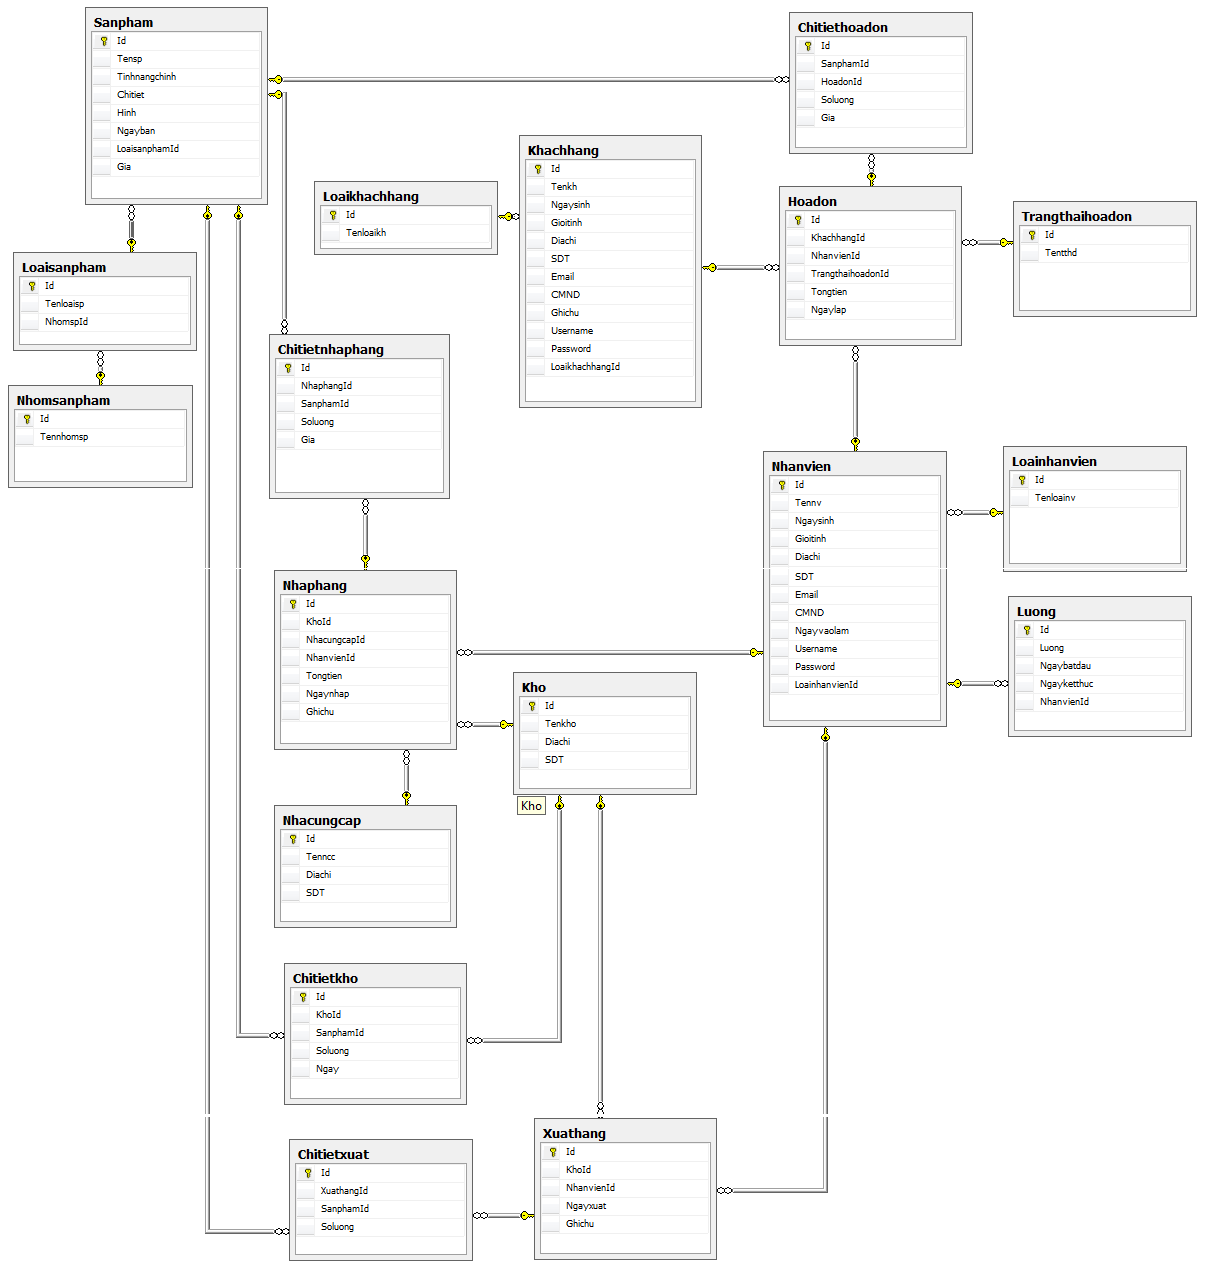 Sanpham
Id
Tensp
Tinhnangchinh
Chitiet
Hinh
Ngayban
LoaisanphamId
Gia
Chitiethoadon
Id
SanphamId
HoadonId
Soluong
Gia
Khachhang
Id
Tenkh
Ngaysinh
Gioitinh
Diachi
SDT
Email
CMND
Ghichu
Username
Password
LoaikhachhangId
Loaikhachhang
Id
Tenloaikh
Hoadon
Id
KhachhangId
NhanvienId
TrangthaihoadonId
Tongtien
Ngaylap
Trangthaihoadon
Id
Tentthd
Loaisanpham
Id
Tenloaisp
NhomspId
Nhomsanpham
Id
Tennhomsp
Chitietnhaphang
Id
NhaphangId
SanphamId
Soluong
Gia
Nhanvien
Id
Tennv
Ngaysinh
Gioitinh
Diachi
SDT
Email
CMND
Ngayvaolam
Username
Password
LoainhanvienId
Loainhanvien
Id
Tenloainv
Luong
Id
Luong
Ngaybatdau
Ngayketthuc
NhanvienId
Nhaphang
Id
KhoId
NhacungcapId
NhanvienId
Tongtien
Ngaynhap
Ghichu
Kho
Id
Tenkho
Diachi
SDT
Kho
Nhacungcap
Id
Tenncc
Diachi
SDT
Chitietkho
Id
KhoId
SanphamId
Soluong
Ngay
Xuathang
Id
KhoId
NhanvienId
Ngayxuat
Ghichu
Chitietxuat
Id
XuathangId
SanphamId
Soluong